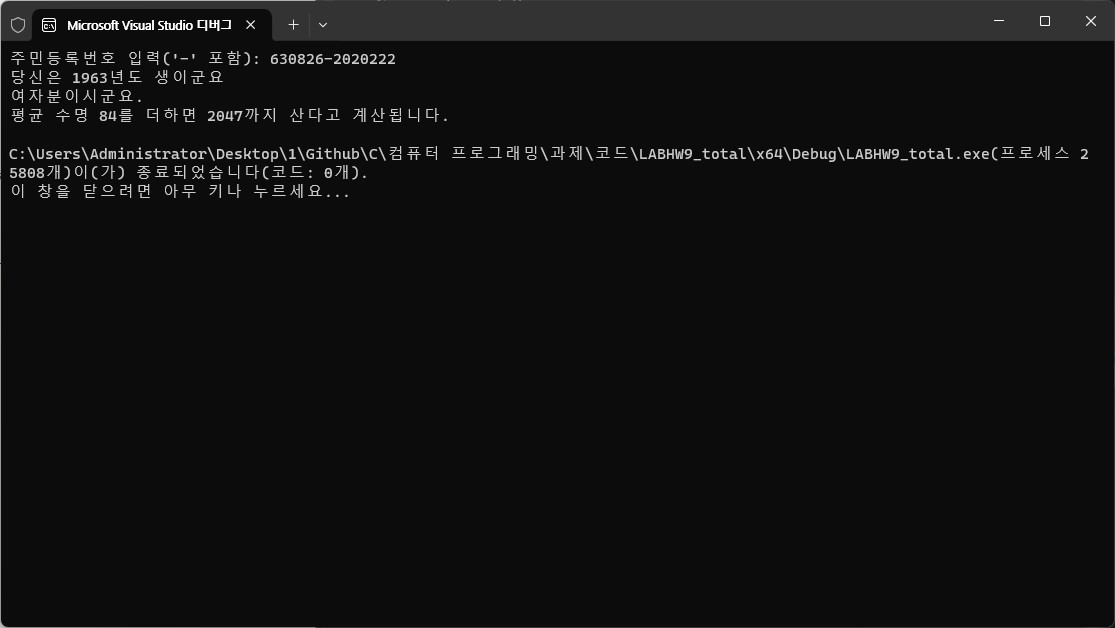 Microsoft Visual Studio 디버그
주민등록번호 입력('-' 포함): 630826-2020222
당신은 1963년도 생이군요
여자분이시군요.
평균 수명 84를 더하면 2047까지 산다고 계산됩니다.
C:\Users\Administrator\Desktop\1\Github\C\컴퓨터 프로그래밍\과제\코드\LABHW9_total\x64\Debug\LABHW9_total.exe(프로세스 2
5808개)이(가) 종료되었습니다(코드: 0개).
이 창을 닫으려면 아무 키나 누르세요...